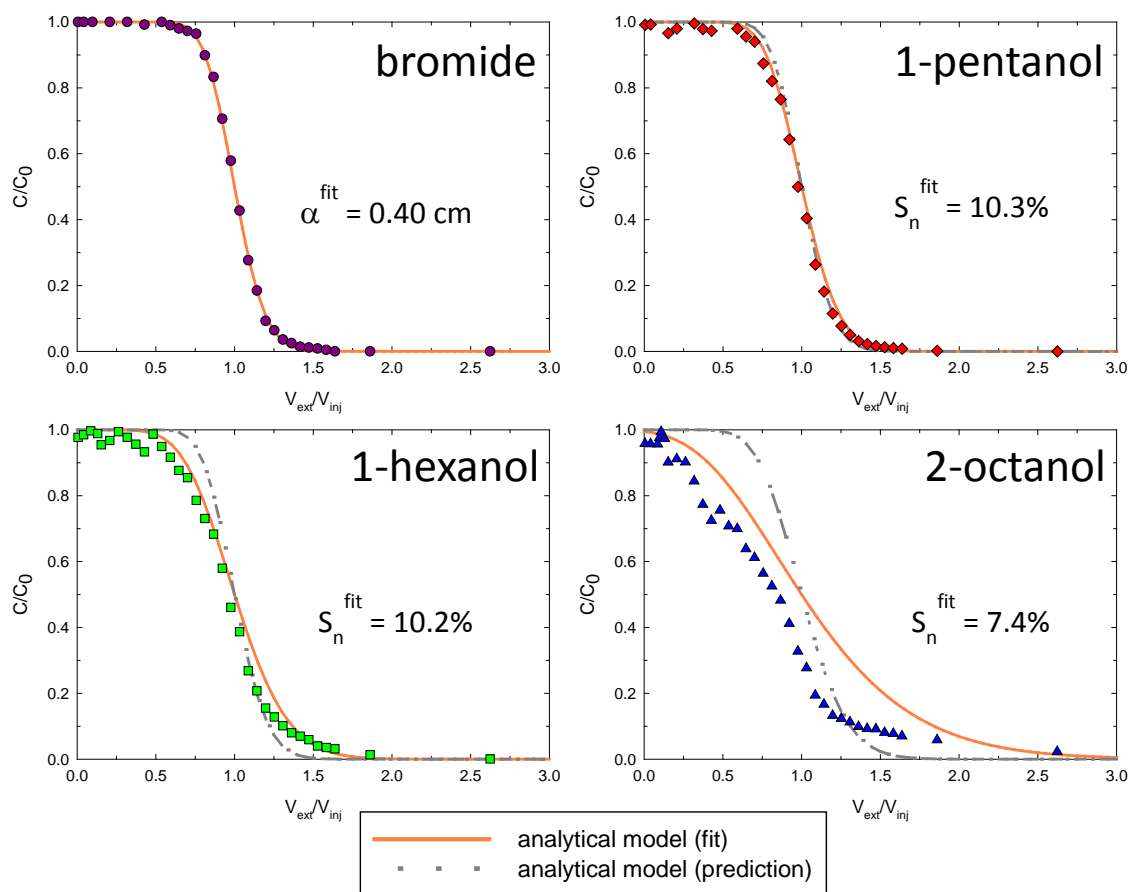 1.0
0.8
0.6
0.4
0.2
0.0
C/C0
bromide
αfit = 0.40 cm
0.0 0.5 1.0 1.5 2.0 2.5 3.0
Vext/Vinj
1.0
0.8
0.6
0.4
0.2
0.0
C/C0
1-pentanol
Snfit = 10.3%
0.0 0.5 1.0 1.5 2.0 2.5 3.0
Vext/Vinj
1.0
0.8
0.6
0.4
0.2
0.0
C/C0
1-hexanol
Snfit = 10.2%
0.0 0.5 1.0 1.5 2.0 2.5 3.0
Vext/Vinj
1.0
0.8
0.6
0.4
0.2
0.0
C/C0
2-octanol
Snfit = 7.4%
0.0 0.5 1.0 1.5 2.0 2.5 3.0
Vext/Vinj
analytical model (fit)
analytical model (prediction)